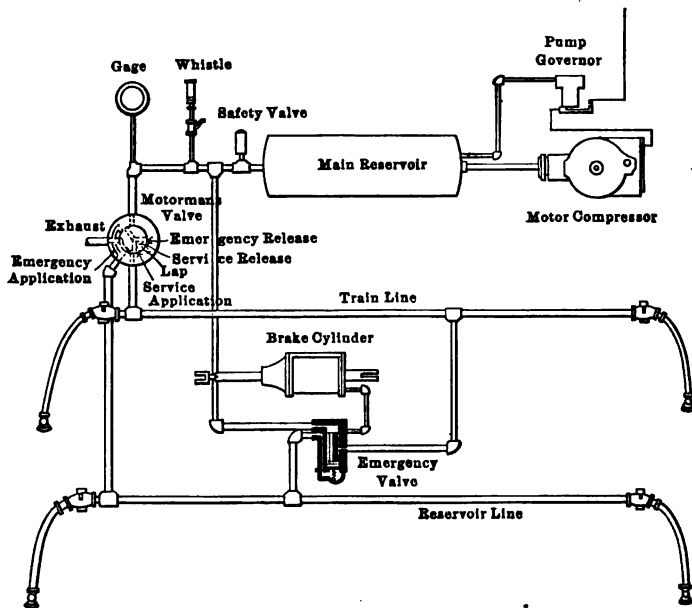 Pump
Governor
Gage
Whistle
Safety Valve
Main Reservoir
Motor Compressor
Motormans
Valve
Exhaust
Emergency Release
Service Release
Emergency
Application
Lap
Service
Application
Train Line
Brake Cylinder
Emergency
Valve
Reservoir Line